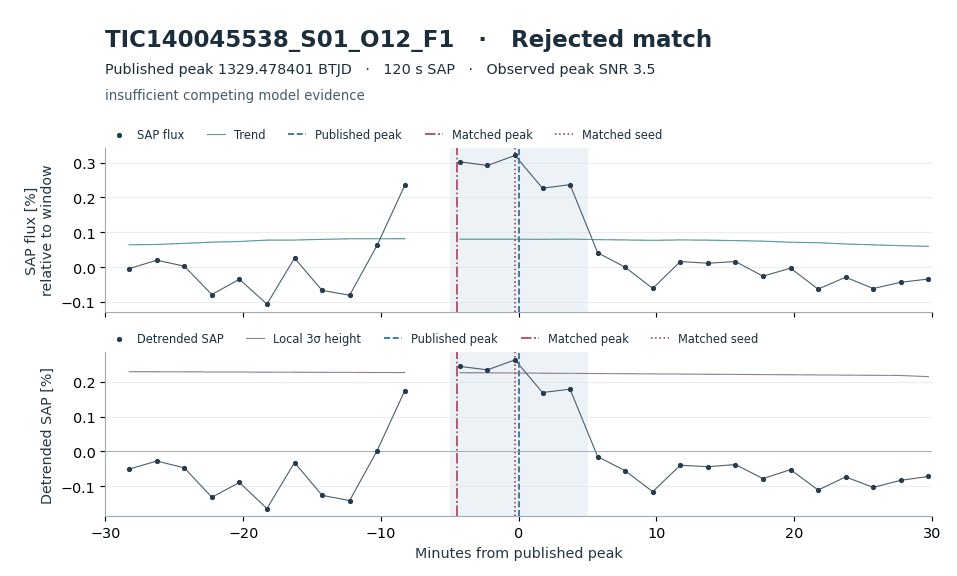 TIC140045538_S01_O12_F1 · Rejected match
Published peak 1329.478401 BTJD · 120 s SAP · Observed peak SNR 3.5
insufficient competing model evidence
SAP flux Trend Published peak Matched peak Matched seed
SAP flux [%]
relative to window
0.3
0.2
0.1
0.0
−0.1
Detrended SAP Local 3σ height Published peak Matched peak Matched seed
Detrended SAP [%]
0.2
0.1
0.0
−0.1
−30 −20 −10 0 10 20 30
Minutes from published peak